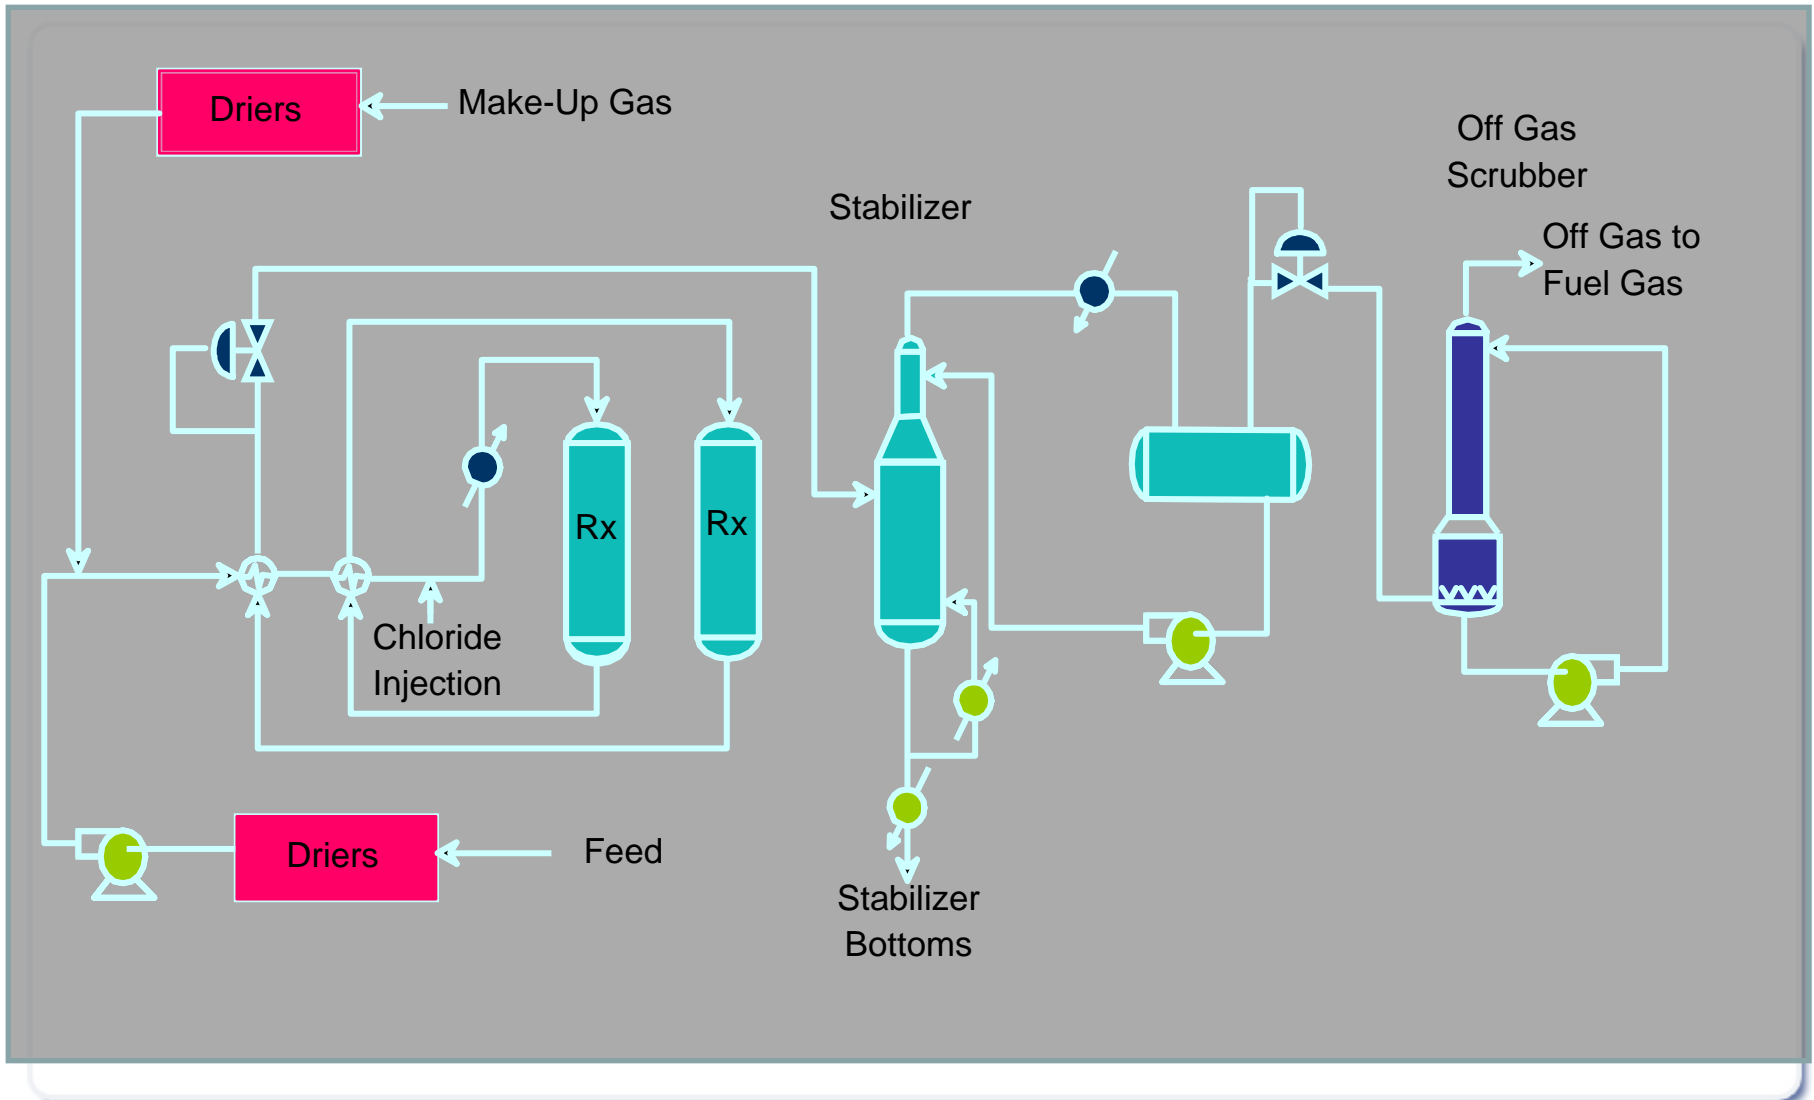 Driers
Make-Up Gas
Off Gas
Scrubber
Stabilizer
Off Gas to
Fuel Gas
Rx
Rx
Chloride
Injection
Driers
Feed
Stabilizer
Bottoms